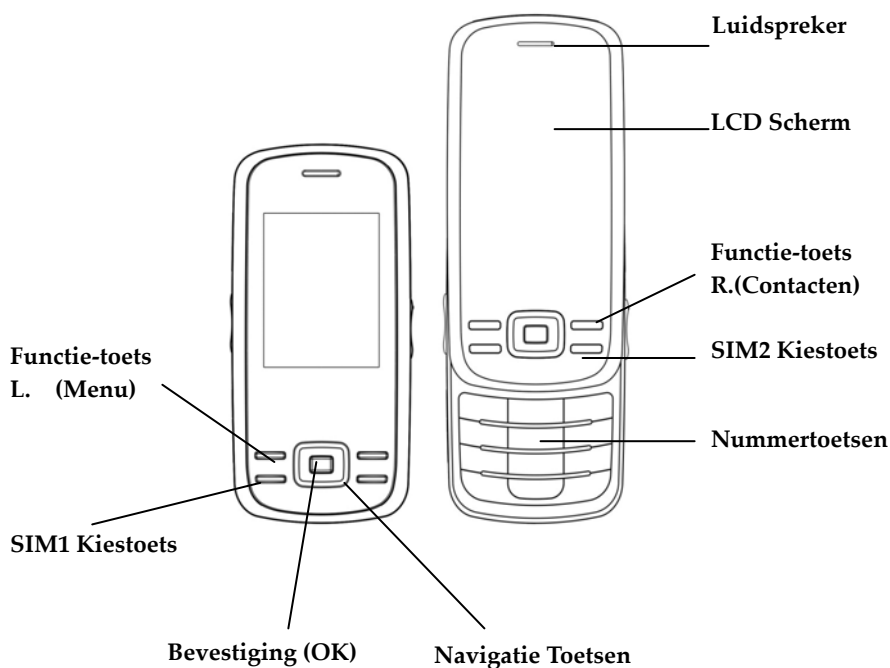 Luidspreker
LCD Scherm
Functie-toets
R.(Contacten)
SIM2 Kiestoets
Nummertoetsen
Functie-toets
L. (Menu)
SIM1 Kiestoets
Bevestiging (OK)
Navigatie Toetsen